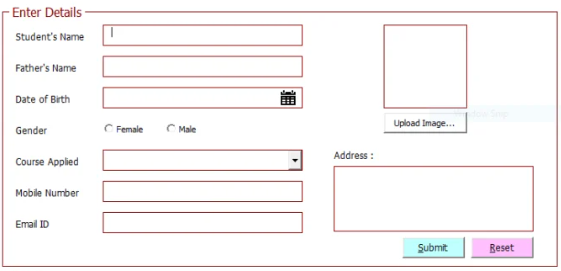 Enter Details
Student's Name
Father's Name
Date of Birth
Gender
Female
Male
Course Applied
Mobile Number
Email ID
Upload Image...
Address :
Submit
Reset